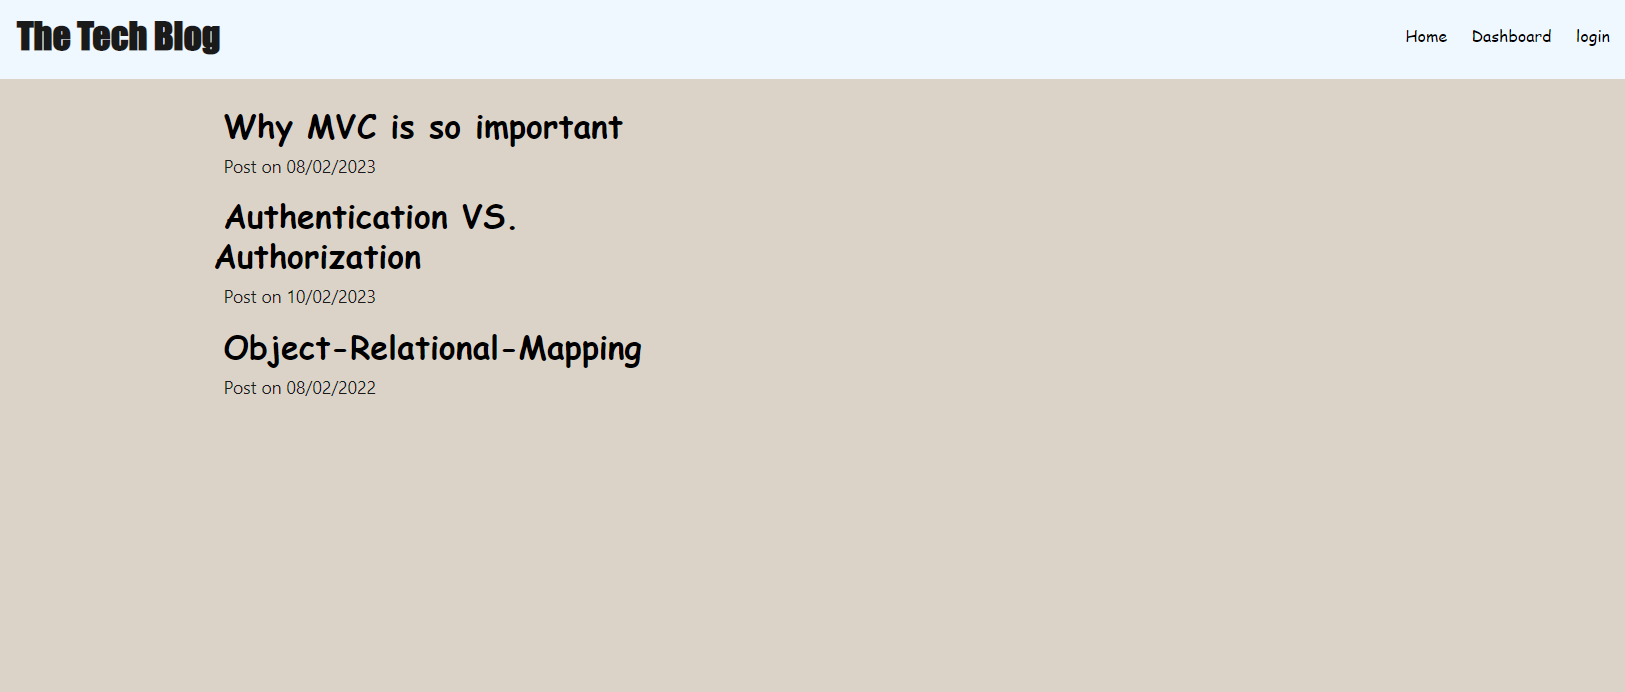 The Tech Blog
Home Dashboard login
Why MVC is so important
Post on 08/02/2023
Authentication VS.
Authorization
Post on 10/02/2023
Object-Relational-Mapping
Post on 08/02/2022